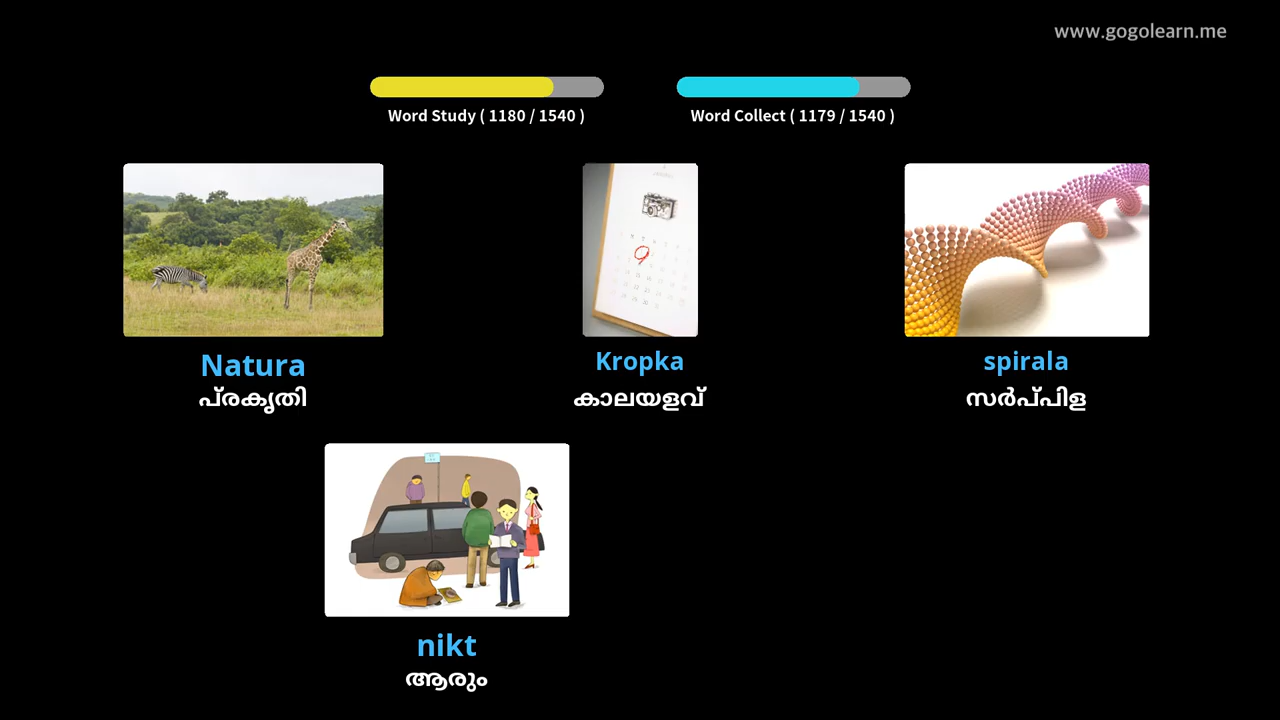 www.gogolearn.me
Word Study ( 1180 / 1540 )
Word Collect ( 1179 / 1540 )
Natura
പ്രകൃതി
Kropka
കാലയളവ്
spirala
സർപ്പിള
nikt
ആരും